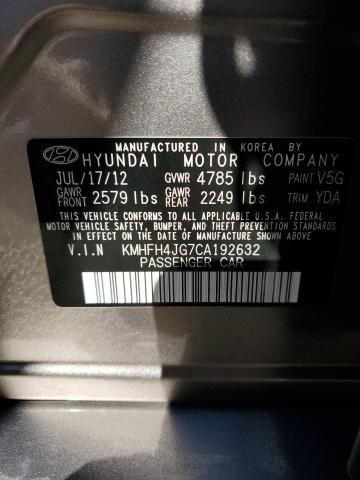 MANUFACTURED IN KOREA BY
HYUNDAI MOTOR COMPANY
JUL/17/12 GVWR 4785 lbs PAINT V5G
GAWR FRONT 2579 lbs GAWR REAR 2249 lbs TRIM YDA
THIS VEHICLE CONFORMS TO ALL APPLICABLE U.S.A. FEDERAL
MOTOR VEHICLE SAFETY, BUMPER, AND THEFT PREVENTION
STANDARDS IN EFFECT ON THE DATE OF MANUFACTURE SHOWN ABOVE.
V.I.N KMHFH4JG7CA192632
PASSENGER CAR